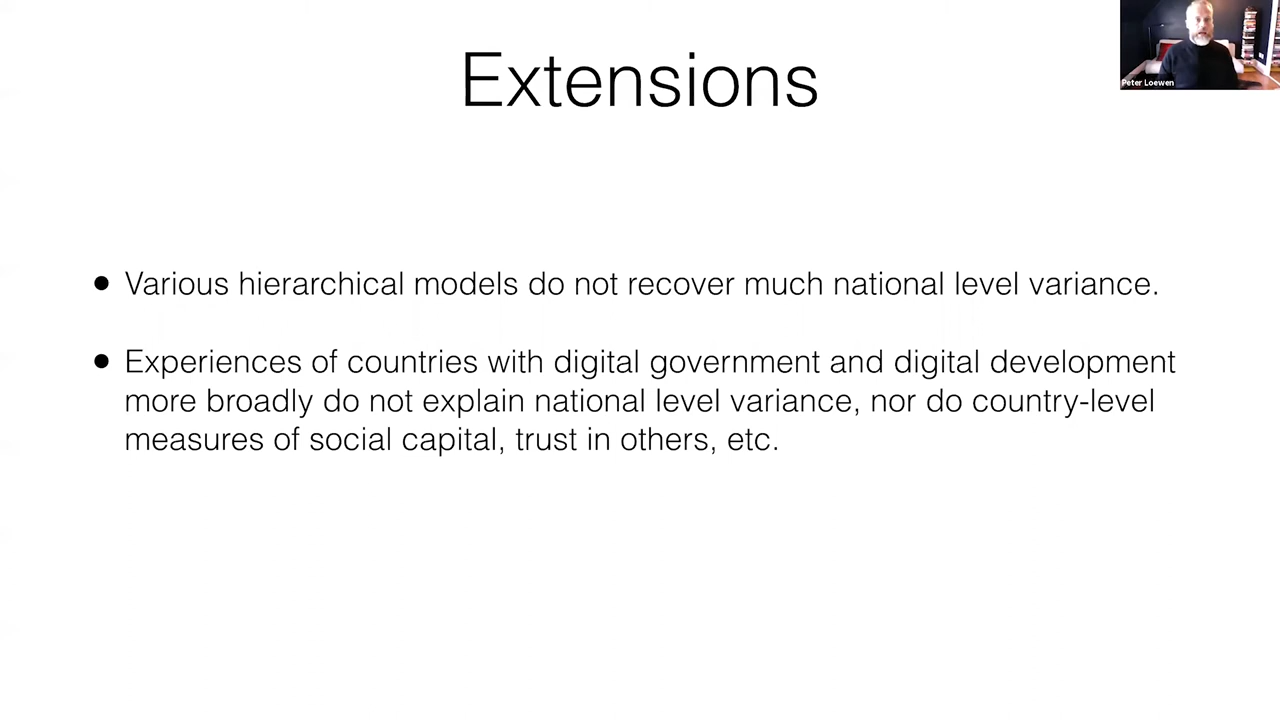 Extensions
Peter Loewen
● Various hierarchical models do not recover much national level variance.
● Experiences of countries with digital government and digital development
more broadly do not explain national level variance, nor do country-level
measures of social capital, trust in others, etc.